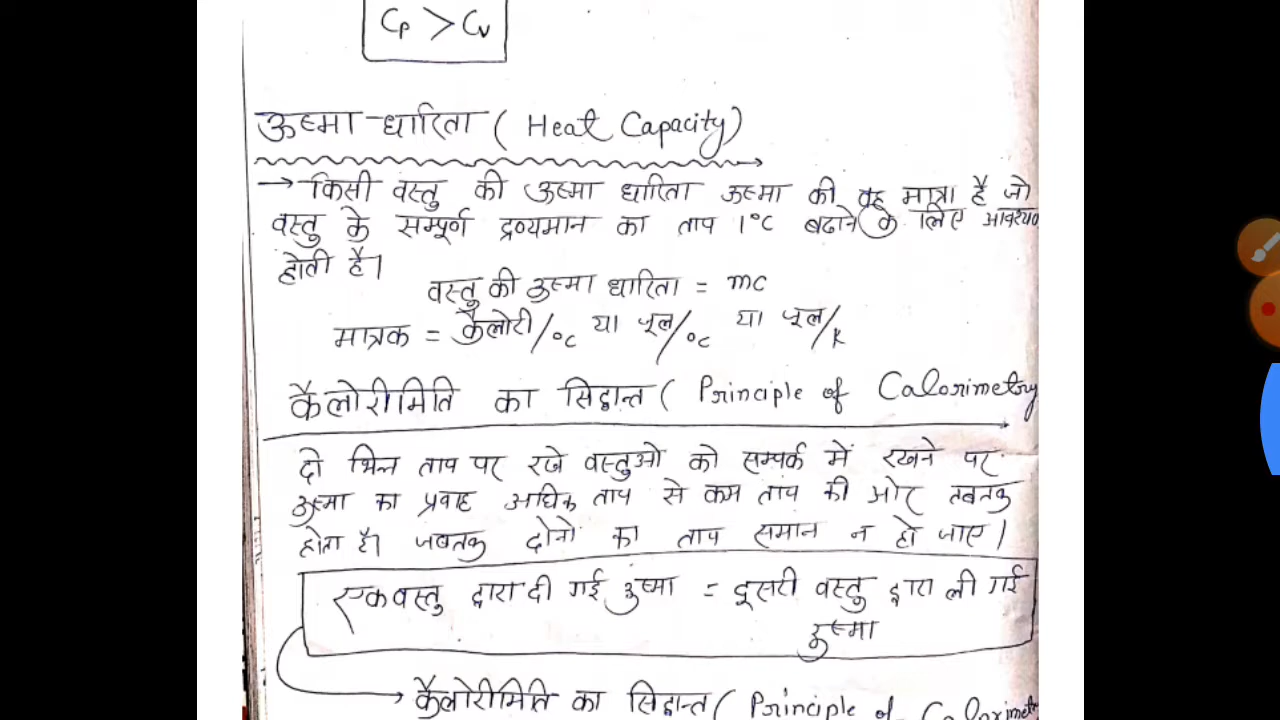 Cp > Cv
ऊष्मा-धारिता ( Heat Capacity)
→ किसी वस्तु की ऊष्मा धारिता ऊष्मा की वह मात्रा है जो
वस्तु के सम्पूर्ण द्रव्यमान का ताप 1°C बढाने के लिए
होती है।
वस्तु की ऊष्मा धारिता = mc
मात्रक = कैलोरी/°C या जूल/°C या जूल/K
कैलोरीमिति का सिद्धान्त ( Principle of Calorimetry
दो भिन्न ताप पर रखे वस्तुओ को सम्पर्क में रखने पर
ऊष्मा का प्रवाह अधिक ताप से कम ताप की ओर तबतक
होता है। जबतक दोनो का ताप समान न हो जाए।
एक वस्तु द्वारा दी गई ऊष्मा = दूसरी वस्तु द्वारा ली गई
ऊष्मा
→ कैलोरीमिति का सिद्धान्त ( Principle of